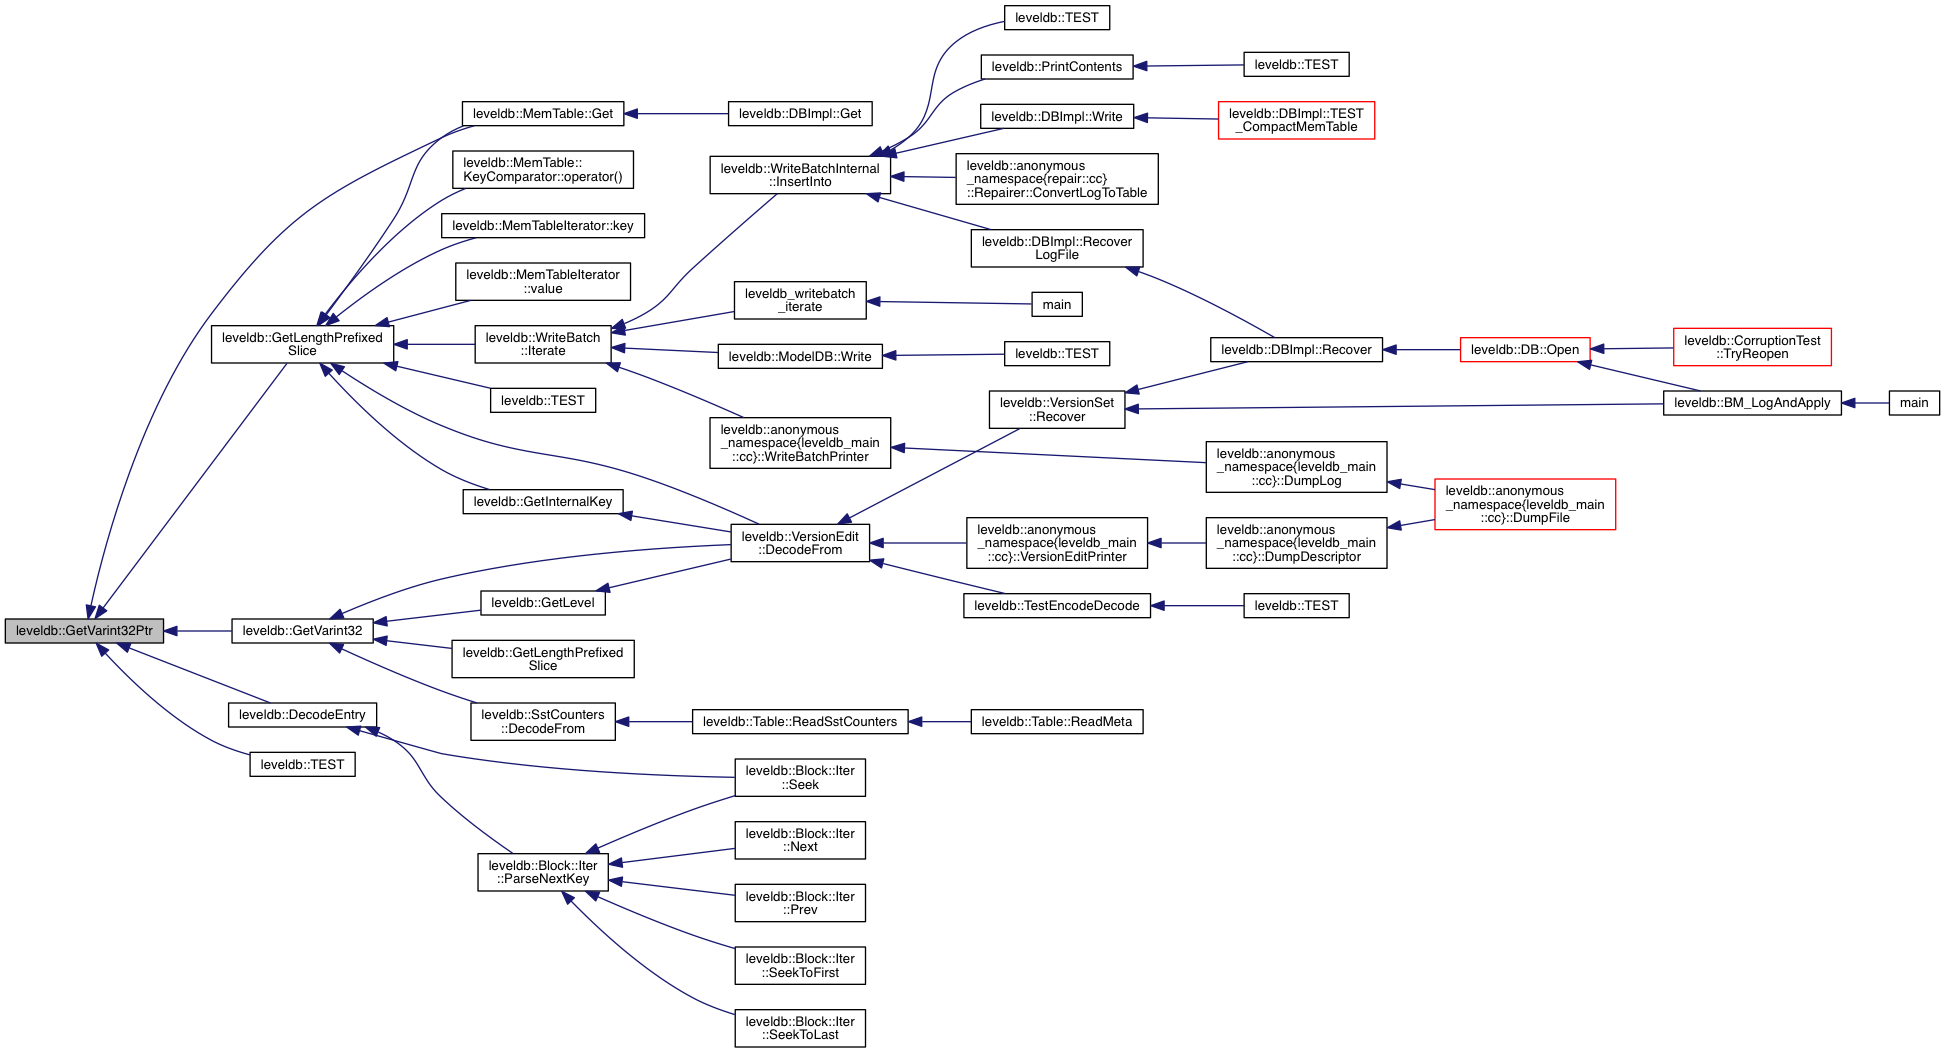 leveldb::TEST
leveldb::PrintContents
leveldb::TEST
leveldb::MemTable::Get
leveldb::DBImpl::Get
leveldb::DBImpl::Write
leveldb::DBImpl::TEST
_CompactMemTable
leveldb::MemTable::
KeyComparator::operator()
leveldb::WriteBatchInternal
::InsertInto
leveldb::anonymous
_namespace{repair::cc}
::Repairer::ConvertLogToTable
leveldb::MemTableIterator::key
leveldb::DBImpl::Recover
LogFile
leveldb::MemTableIterator
::value
leveldb_writebatch
_iterate
main
leveldb::GetLengthPrefixed
Slice
leveldb::WriteBatch
::Iterate
leveldb::ModelDB::Write
leveldb::TEST
leveldb::DBImpl::Recover
leveldb::DB::Open
leveldb::CorruptionTest
::TryReopen
leveldb::TEST
leveldb::VersionSet
::Recover
leveldb::BM_LogAndApply
main
leveldb::anonymous
_namespace{leveldb_main
::cc}::WriteBatchPrinter
leveldb::anonymous
_namespace{leveldb_main
::cc}::DumpLog
leveldb::GetInternalKey
leveldb::anonymous
_namespace{leveldb_main
::cc}::DumpFile
leveldb::VersionEdit
::DecodeFrom
leveldb::anonymous
_namespace{leveldb_main
::cc}::VersionEditPrinter
leveldb::anonymous
_namespace{leveldb_main
::cc}::DumpDescriptor
leveldb::GetLevel
leveldb::TestEncodeDecode
leveldb::TEST
leveldb::GetVarint32Ptr
leveldb::GetVarint32
leveldb::GetLengthPrefixed
Slice
leveldb::DecodeEntry
leveldb::SstCounters
::DecodeFrom
leveldb::Table::ReadSstCounters
leveldb::Table::ReadMeta
leveldb::TEST
leveldb::Block::Iter
::Seek
leveldb::Block::Iter
::Next
leveldb::Block::Iter
::ParseNextKey
leveldb::Block::Iter
::Prev
leveldb::Block::Iter
::SeekToFirst
leveldb::Block::Iter
::SeekToLast